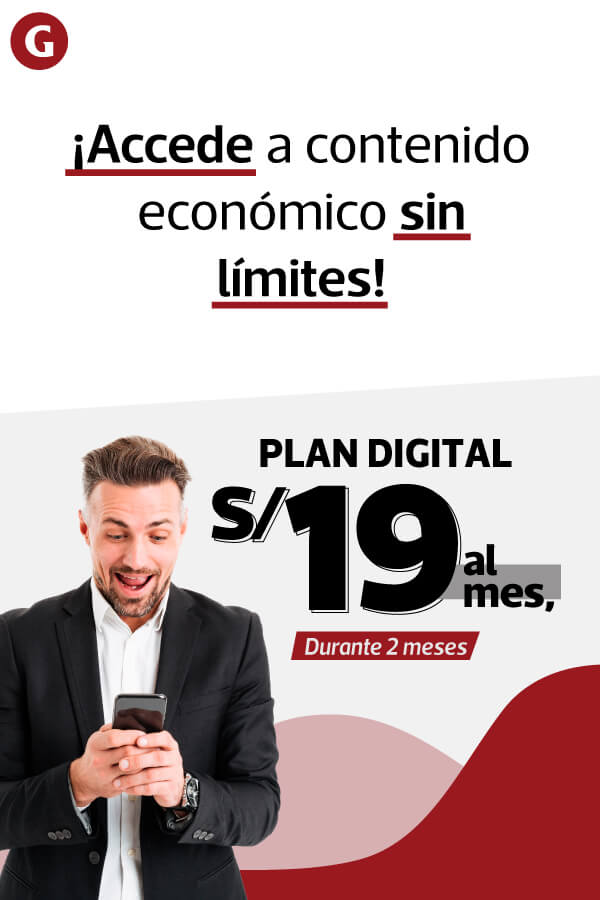 G
¡Accede a contenido
económico sin
límites!
PLAN DIGITAL
S/19 al
mes,
Durante 2 meses